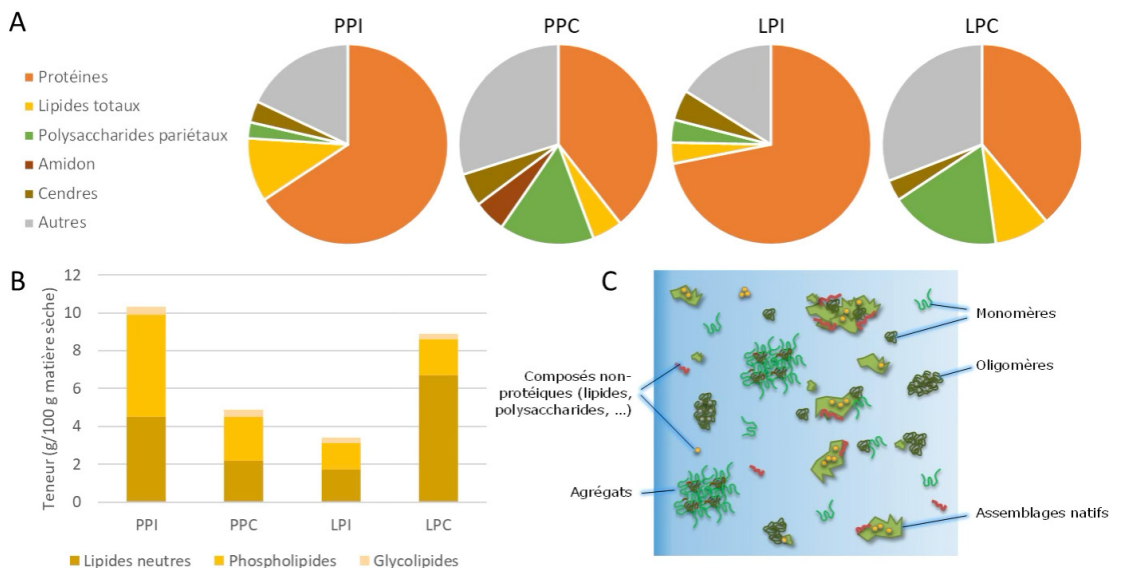 A
PPI
PPC
LPI
LPC
Protéines
Lipides totaux
Polysaccharides pariétaux
Amidon
Cendres
Autres
B
Teneur (g/100 g matière sèche)
12
10
8
6
4
2
0
PPI
PPC
LPI
LPC
Lipides neutres
Phospholipides
Glycolipides
C
Monomères
Oligomères
Composés non-
protéiques (lipides,
polysaccharides, ...)
Agrégats
Assemblages natifs